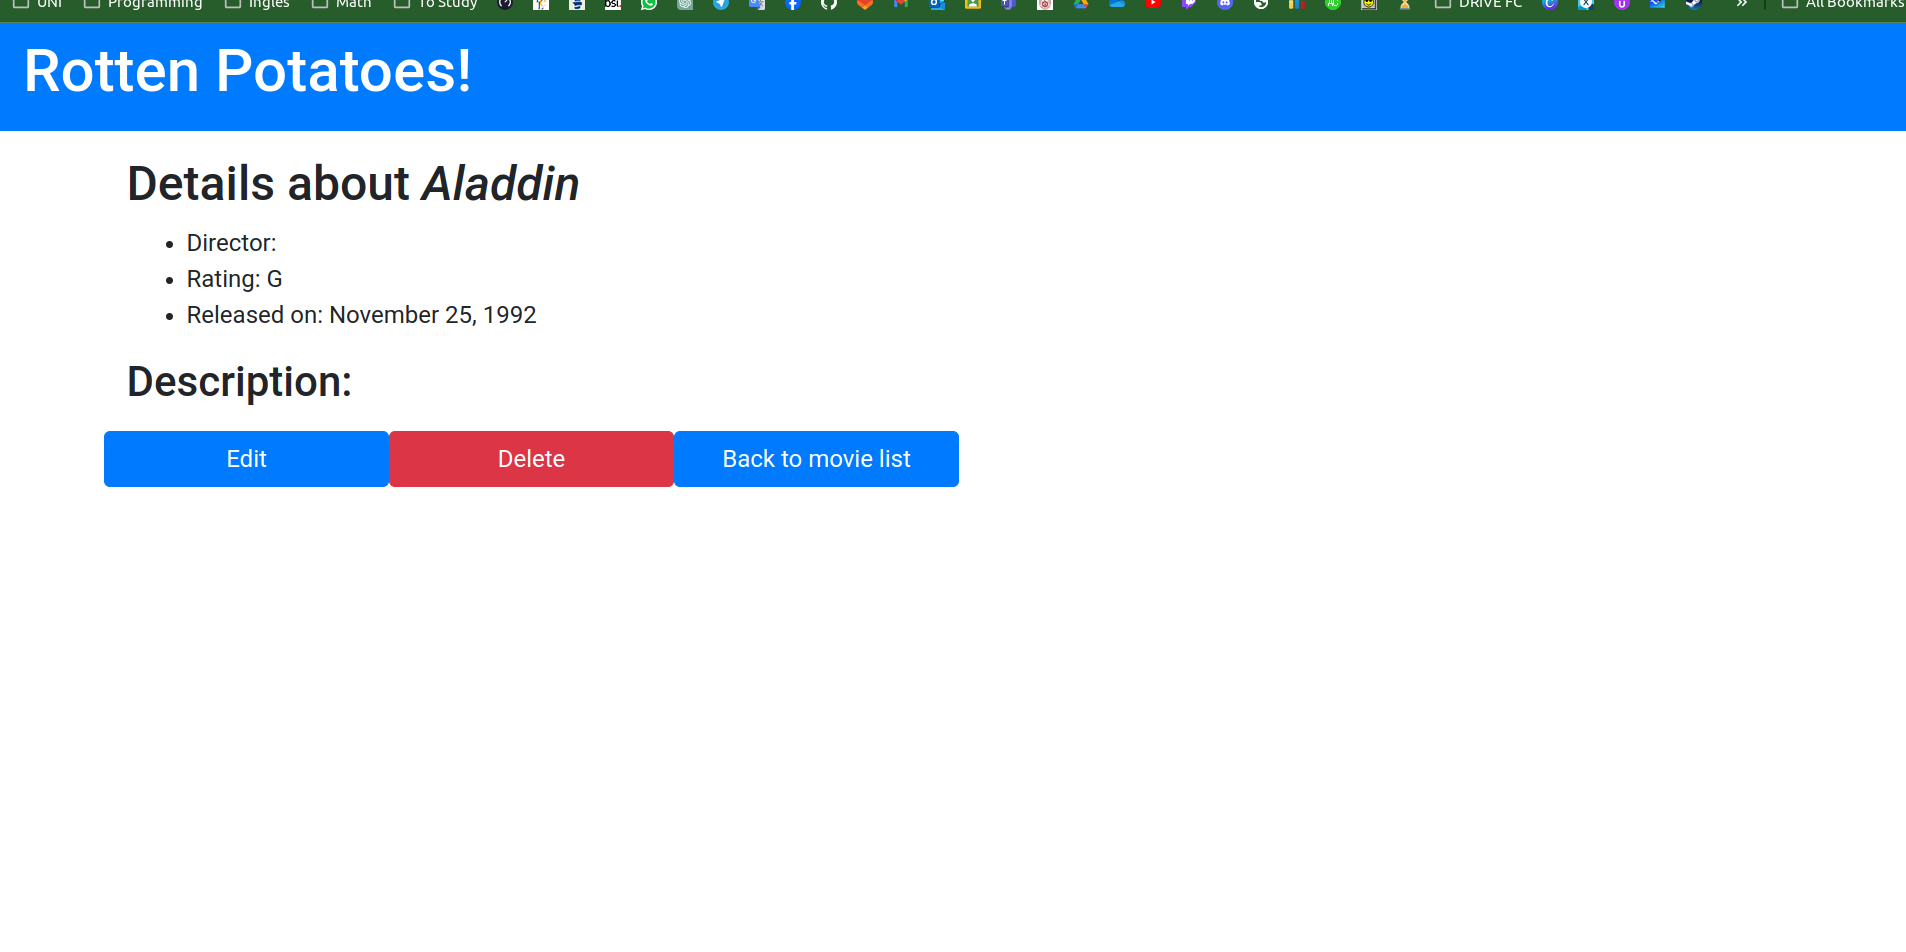 UNI Programming Ingles Math To Study DRIVE FC » All Bookmarks
Rotten Potatoes!
Details about Aladdin
• Director:
• Rating: G
• Released on: November 25, 1992
Description:
Edit Delete Back to movie list